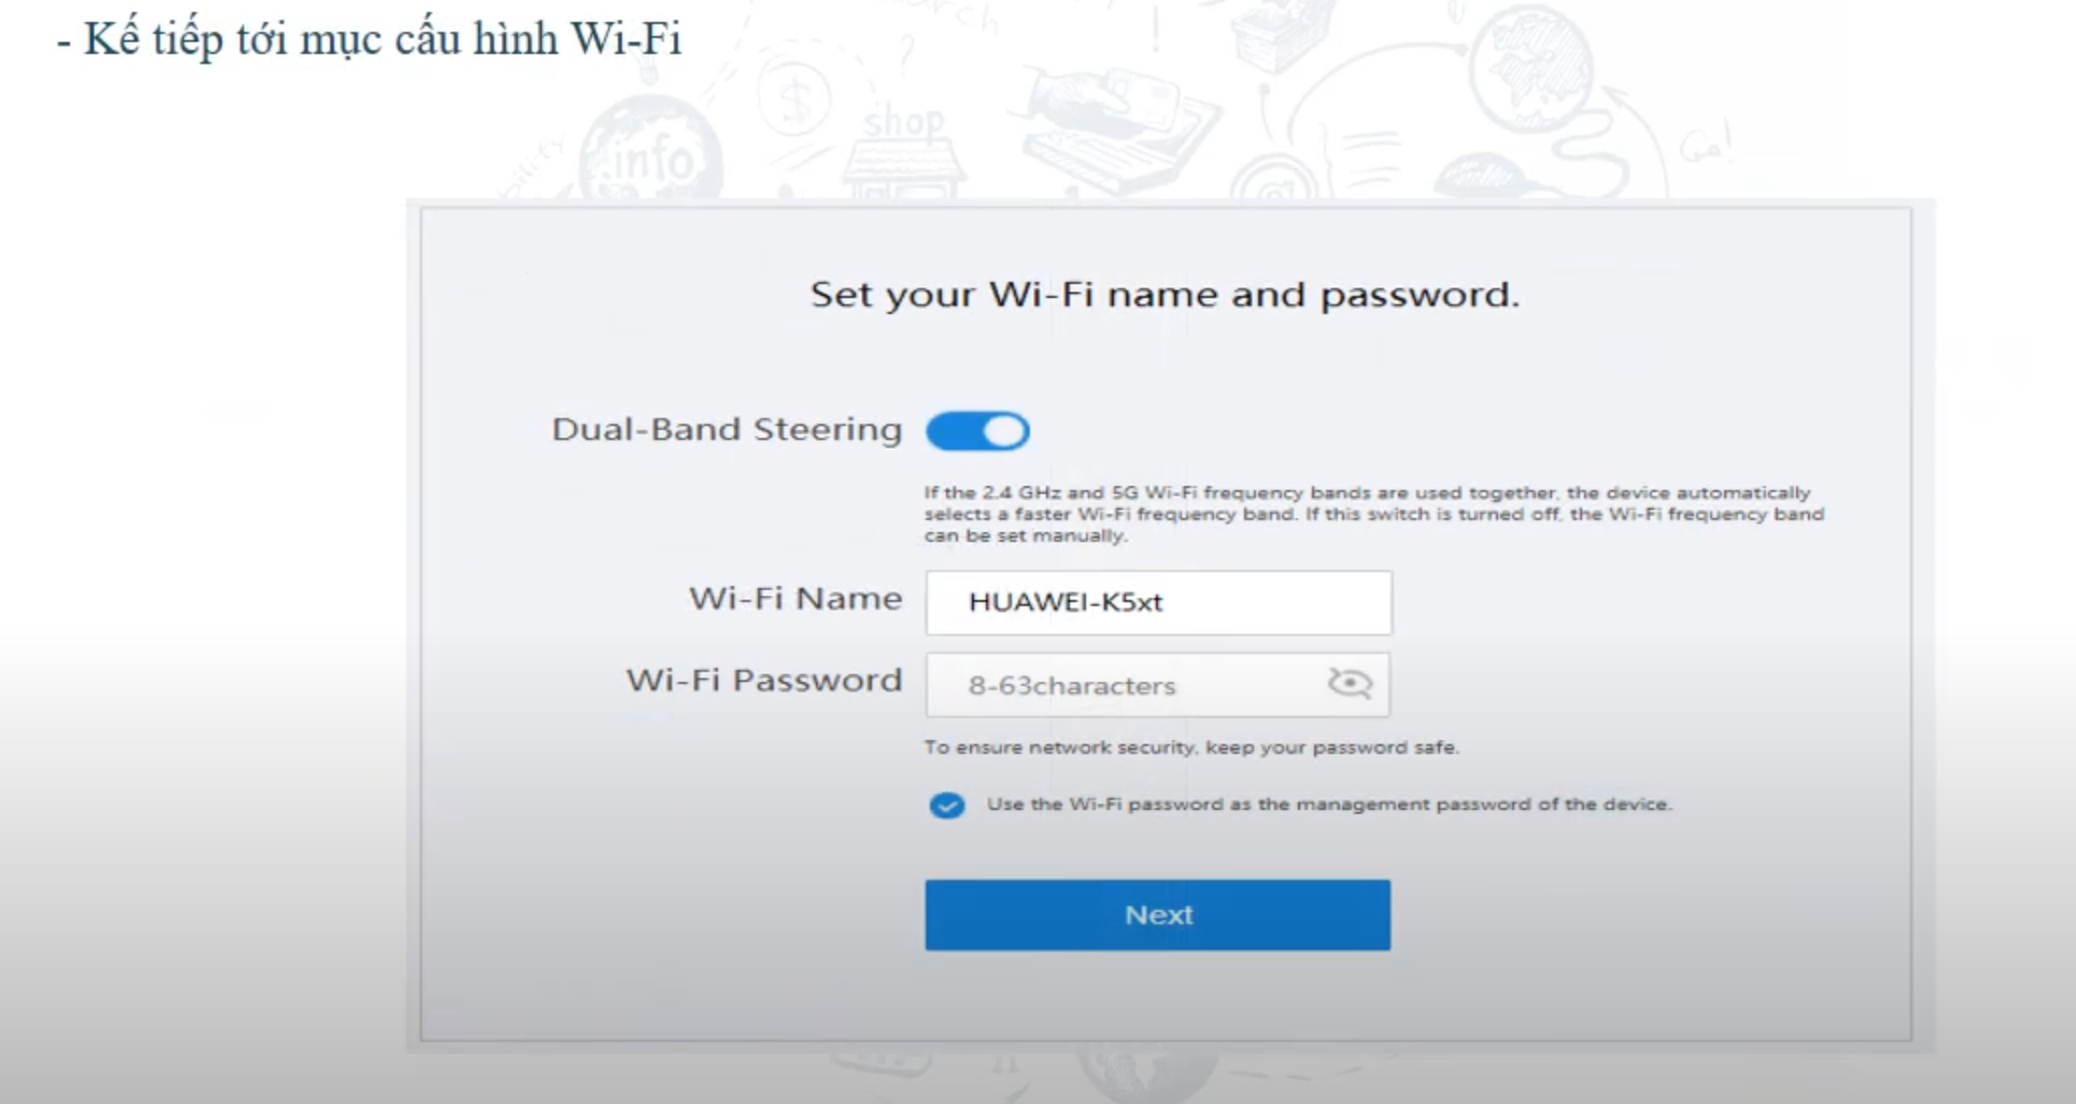 - Kế tiếp tới mục cấu hình Wi-Fi
?
!
$
shop
.info
bility
@
Go!
Set your Wi-Fi name and password.
Dual-Band Steering
If the 2.4 GHz and 5G Wi-Fi frequency bands are used together, the device automatically
selects a faster Wi-Fi frequency band. If this switch is turned off, the Wi-Fi frequency band
can be set manually.
Wi-Fi Name
HUAWEI-K5xt
Wi-Fi Password
8-63characters
To ensure network security, keep your password safe.
Use the Wi-Fi password as the management password of the device.
Next